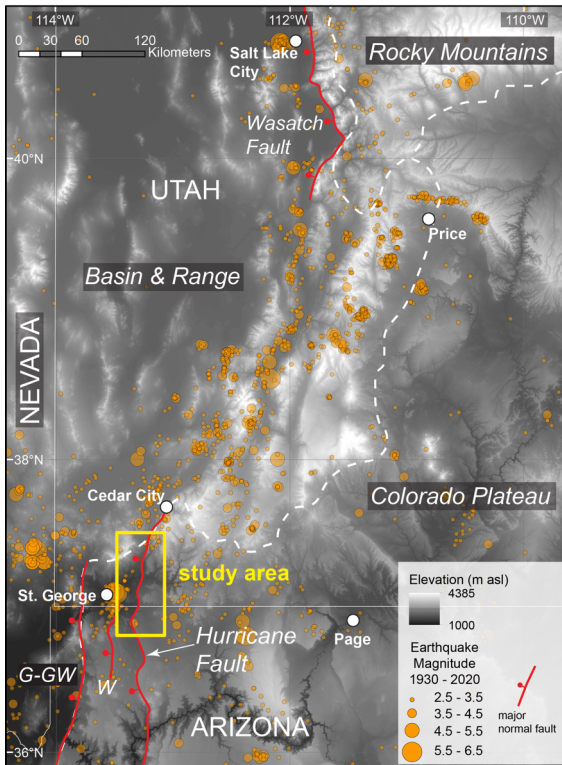 114°W
112°W
110°W
0 30 60 120
Kilometers
Salt Lake
City
Rocky Mountains
Wasatch
Fault
40°N
UTAH
Price
Basin & Range
NEVADA
38°N
Cedar City
Colorado Plateau
study area
St. George
Hurricane
Fault
Page
G-GW
W
ARIZONA
36°N
Elevation (m asl)
4385
1000
Earthquake
Magnitude
1930 - 2020
2.5 - 3.5
3.5 - 4.5
4.5 - 5.5
5.5 - 6.5
major
normal fault